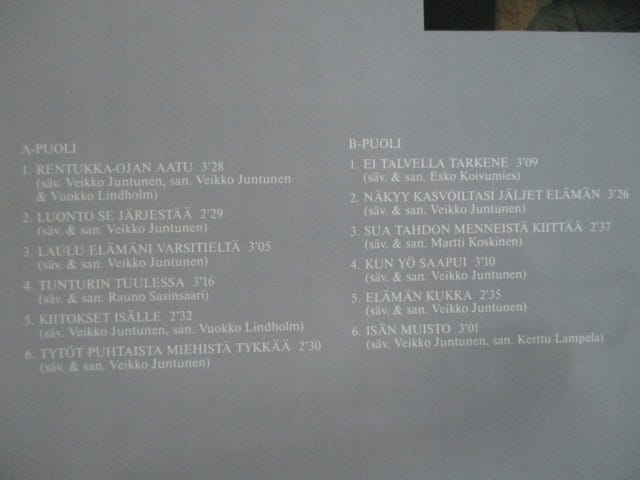 A-PUOLI
1. RENTUKKA-OJAN AATU 3'28
(säv. Veikko Juntunen, san. Veikko Juntunen
& Vuokko Lindholm)
2. LUONTO SE JÄRJESTÄÄ 2'29
(säv. & san. Veikko Juntunen)
3. LAULU ELÄMÄNI VARSITIELTÄ 3'05
(säv. & san. Veikko Juntunen)
4. TUNTURIN TUULESSA 3'16
(säv. & san. Rauno Sasinsaari)
5. KIITOKSET ISÄLLE 2'32
(säv. Veikko Juntunen, san. Vuokko Lindholm)
6. TYTÖT PUHTAISTA MIEHISTÄ TYKKÄÄ 2'30
(säv. & san. Veikko Juntunen)
B-PUOLI
1. EI TALVELLA TARKENE 3'09
(säv. & san. Esko Koivumies)
2. NÄKYY KASVOILTASI JÄLJET ELÄMÄN 3'26
(säv. & san. Veikko Juntunen)
3. SUA TAHDON MENNEISTÄ KIITTÄÄ 2'37
(säv. & san. Martti Koskinen)
4. KUN YÖ SAAPUI 3'10
(säv. & san. Veikko Juntunen)
5. ELÄMÄN KUKKA 2'35
(säv. & san. Veikko Juntunen)
6. ISÄN MUISTO 3'01
(säv. Veikko Juntunen, san. Kerttu Lampela)